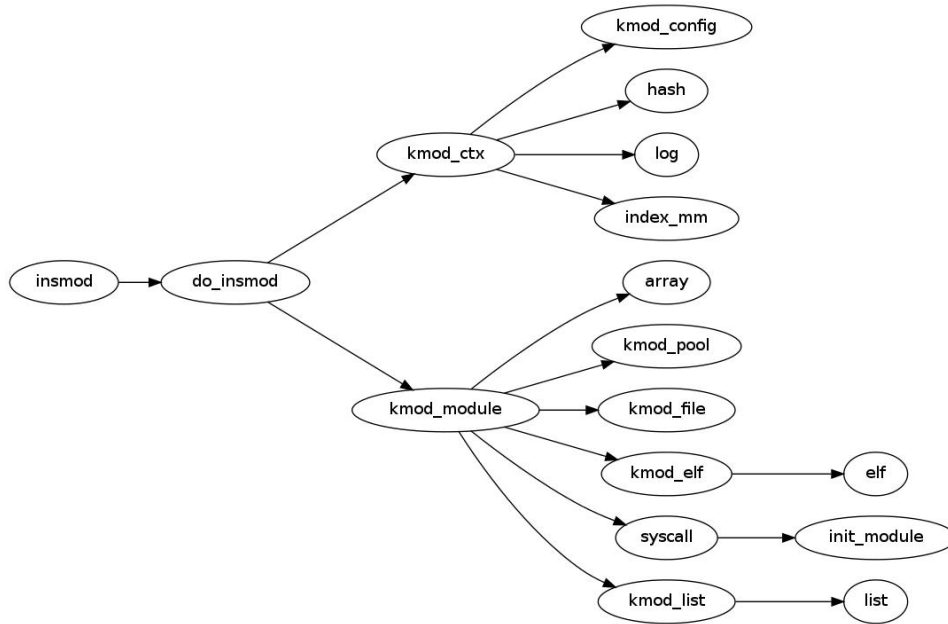 kmod_config
hash
kmod_ctx
log
index_mm
insmod
do_insmod
array
kmod_pool
kmod_module
kmod_file
kmod_elf
elf
syscall
init_module
kmod_list
list